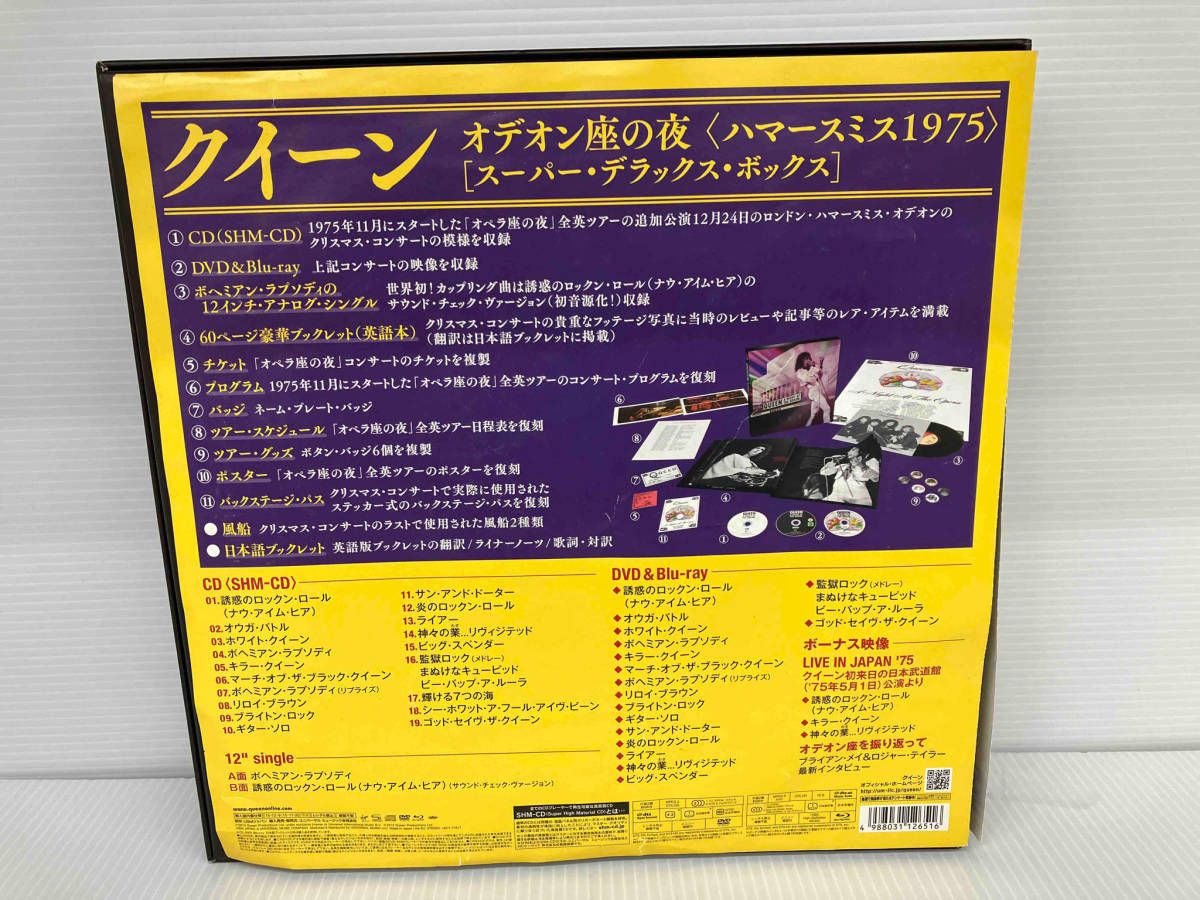 クイーン
オデオン座の夜〈ハマースミス1975〉
[スーパー・デラックス・ボックス]
① CD(SHM-CD) 1975年11月にスタートした「オペラ座の夜」全英ツアーの追加公演12月24日のロンドン・ハマースミス・オデオンの
クリスマス・コンサートの模様を収録
② DVD&Blu-ray 上記コンサートの映像を収録
③ ボヘミアン・ラプソディの
12インチ・アナログ・シングル
世界初!カップリング曲は誘惑のロックン・ロール(ナウ・アイム・ヒア)の
サウンド・チェック・ヴァージョン(初音源化!)収録
④ 60ページ豪華ブックレット(英語本) クリスマス・コンサートの貴重なフッテージ写真に当時のレビューや記事等のレア・アイテムを満載
(翻訳は日本語ブックレットに掲載)
⑤ チケット 「オペラ座の夜」コンサートのチケットを複製
⑥ プログラム 1975年11月にスタートした「オペラ座の夜」全英ツアーのコンサート・プログラムを復刻
⑦ バッジ ネーム・プレート・バッジ
⑧ ツアー・スケジュール 「オペラ座の夜」全英ツアー日程表を復刻
⑨ ツアー・グッズ ボタン・バッジ6個を複製
⑩ ポスター 「オペラ座の夜」全英ツアーのポスターを復刻
⑪ バックステージ・パス クリスマス・コンサートで実際に使用された
ステッカー式のバックステージ・パスを復刻
● 風船 クリスマス・コンサートのラストで使用された風船2種類
● 日本語ブックレット 英語版ブックレットの翻訳/ライナーノーツ/歌詞・対訳
⑩
⑥
⑧
⑦
⑤
④
③
⑨
⑪
①
②
CD〈SHM-CD〉
01.誘惑のロックン・ロール
(ナウ・アイム・ヒア)
02.オウガ・バトル
03.ホワイト・クイーン
04.ボヘミアン・ラプソディ
05.キラー・クイーン
06.マーチ・オブ・ザ・ブラック・クイーン
07.ボヘミアン・ラプソディ(リプライズ)
08.リロイ・ブラウン
09.ブライトン・ロック
10.ギター・ソロ
11.サン・アンド・ドーター
12.炎のロックン・ロール
13.ライアー
14.神々の業...リヴィジテッド
15.ビッグ・スペンダー
16.監獄ロック(メドレー)
まぬけなキューピッド
ビー・バップ・ア・ルーラ
17.輝ける7つの海
18.シー・ホワット・ア・フール・アイヴ・ビーン
19.ゴッド・セイヴ・ザ・クイーン
12" single
A面 ボヘミアン・ラプソディ
B面 誘惑のロックン・ロール(ナウ・アイム・ヒア)(サウンド・チェック・ヴァージョン)
DVD&Blu-ray
◆誘惑のロックン・ロール
(ナウ・アイム・ヒア)
◆オウガ・バトル
◆ホワイト・クイーン
◆ボヘミアン・ラプソディ
◆キラー・クイーン
◆マーチ・オブ・ザ・ブラック・クイーン
◆ボヘミアン・ラプソディ(リプライズ)
◆リロイ・ブラウン
◆ブライトン・ロック
◆ギター・ソロ
◆サン・アンド・ドーター
◆炎のロックン・ロール
◆ライアー
◆神々の業...リヴィジテッド
◆ビッグ・スペンダー
◆監獄ロック(メドレー)
まぬけなキューピッド
ビー・バップ・ア・ルーラ
◆ゴッド・セイヴ・ザ・クイーン
ボーナス映像
LIVE IN JAPAN '75
クイーン初来日の日本武道館
('75年5月1日)公演より
◆誘惑のロックン・ロール
(ナウ・アイム・ヒア)
◆キラー・クイーン
◆神々の業...リヴィジテッド
オデオン座を振り返って
ブライアン・メイ&ロジャー・テイラー
最新インタビュー
クイーン
オフィシャル・ホームページ
http://sm-llc.jp/queen/
www.queenonline.com
SHM-CD(Super High Material CD)とは…
4 988031 126516